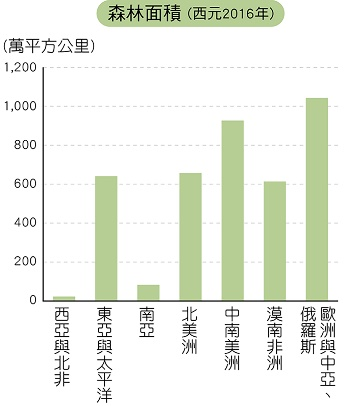 森林面積（西元2016年）
(萬平方公里)
1,200
1,000
800
600
400
200
0
西亞與北非
東亞與太平洋
南亞
北美洲
中南美洲
漠南非洲
歐洲與中亞、
俄羅斯